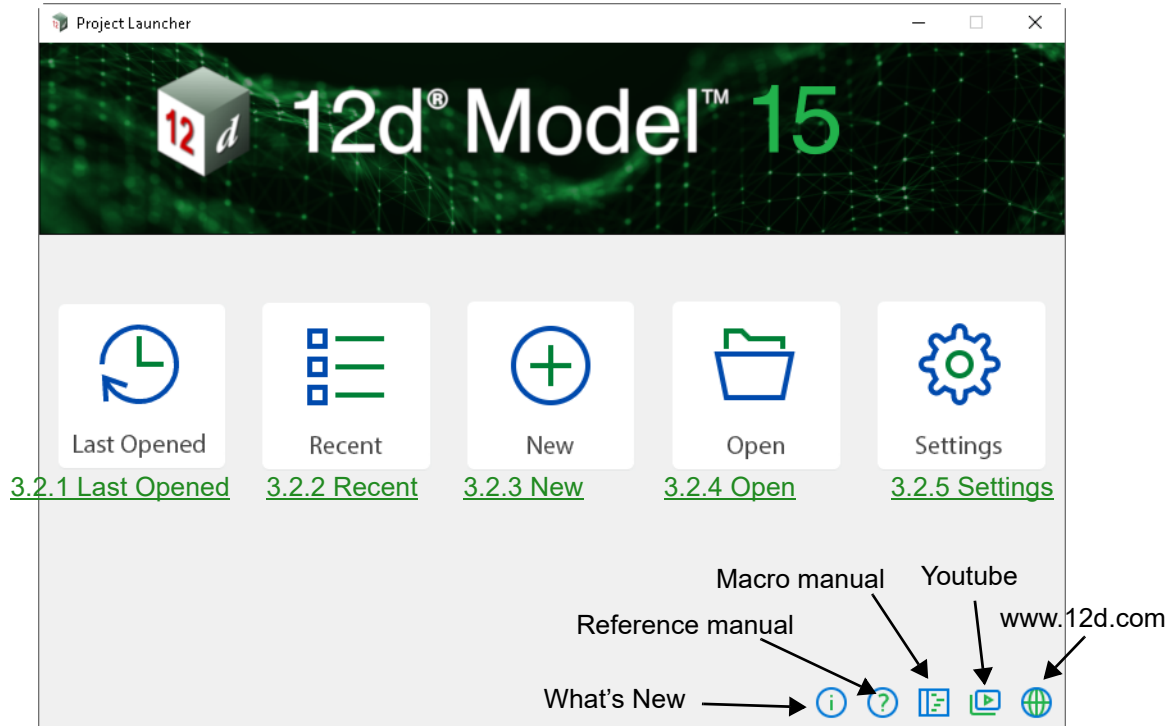 Project Launcher
12 d 12d® Model™ 15
Last Opened
Recent
New
Open
Settings
3.2.1 Last Opened
3.2.2 Recent
3.2.3 New
3.2.4 Open
3.2.5 Settings
Macro manual
Youtube
Reference manual
www.12d.com
What's New